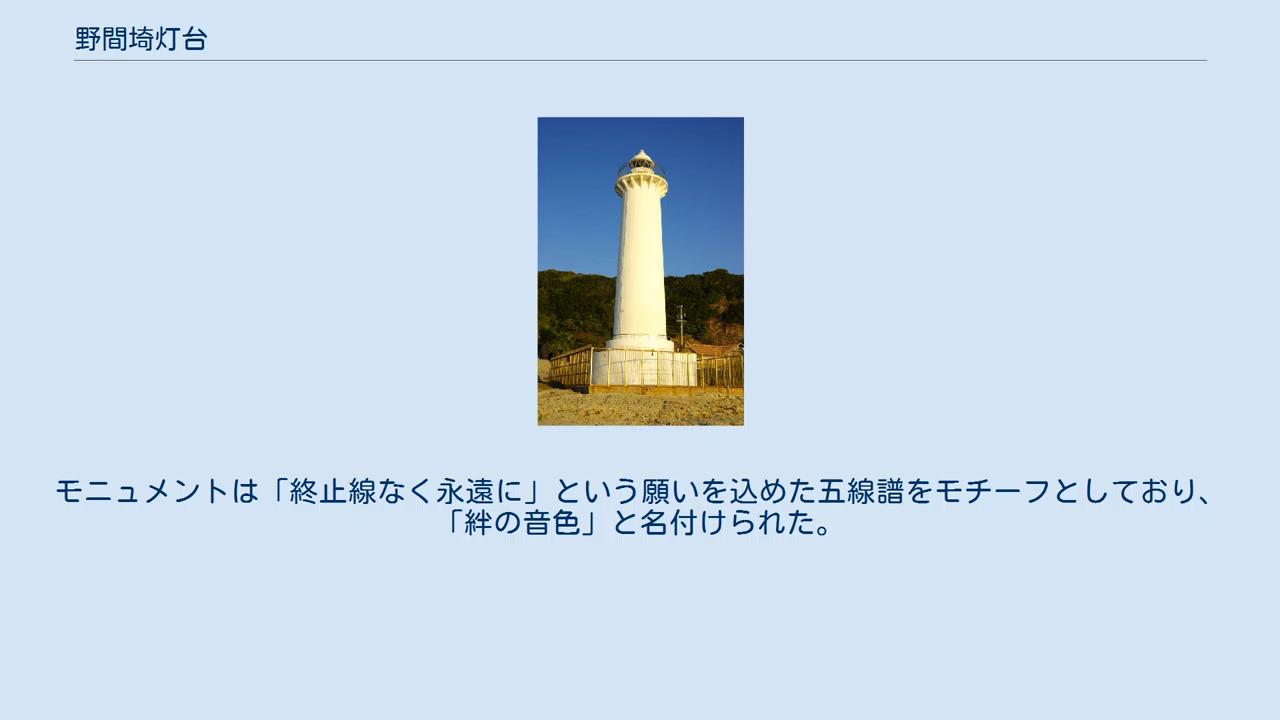 野間埼灯台
モニュメントは「終止線なく永遠に」という願いを込めた五線譜をモチーフとしており、
「絆の音色」と名付けられた。